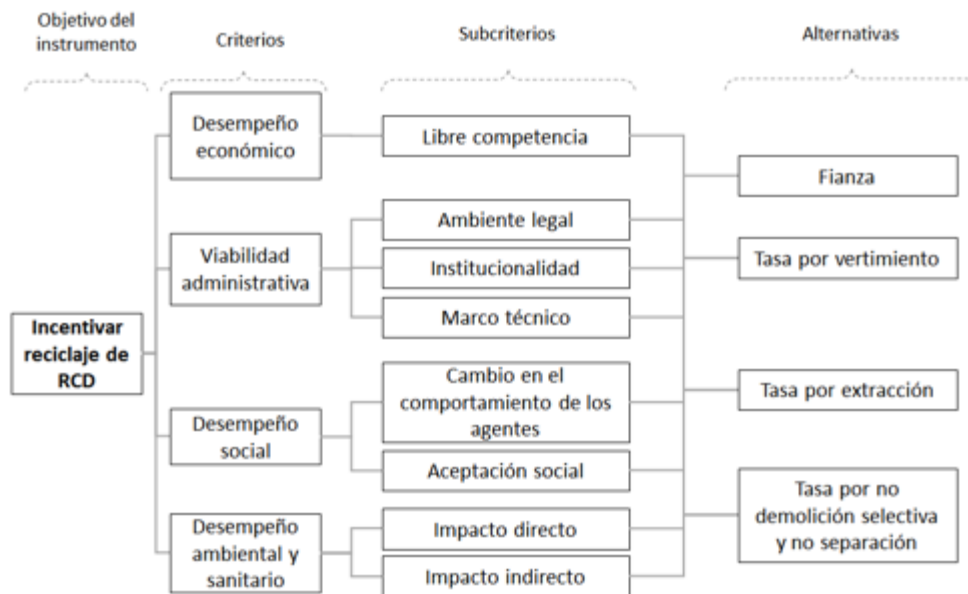 Objetivo del
instrumento
Criterios
Subcriterios
Alternativas
Incentivar
reciclaje de
RCD
Desempeño
económico
Viabilidad
administrativa
Desempeño
social
Desempeño
ambiental y
sanitario
Libre competencia
Ambiente legal
Institucionalidad
Marco técnico
Cambio en el
comportamiento de los
agentes
Aceptación social
Impacto directo
Impacto indirecto
Fianza
Tasa por vertimiento
Tasa por extracción
Tasa por no
demolición selectiva
y no separación